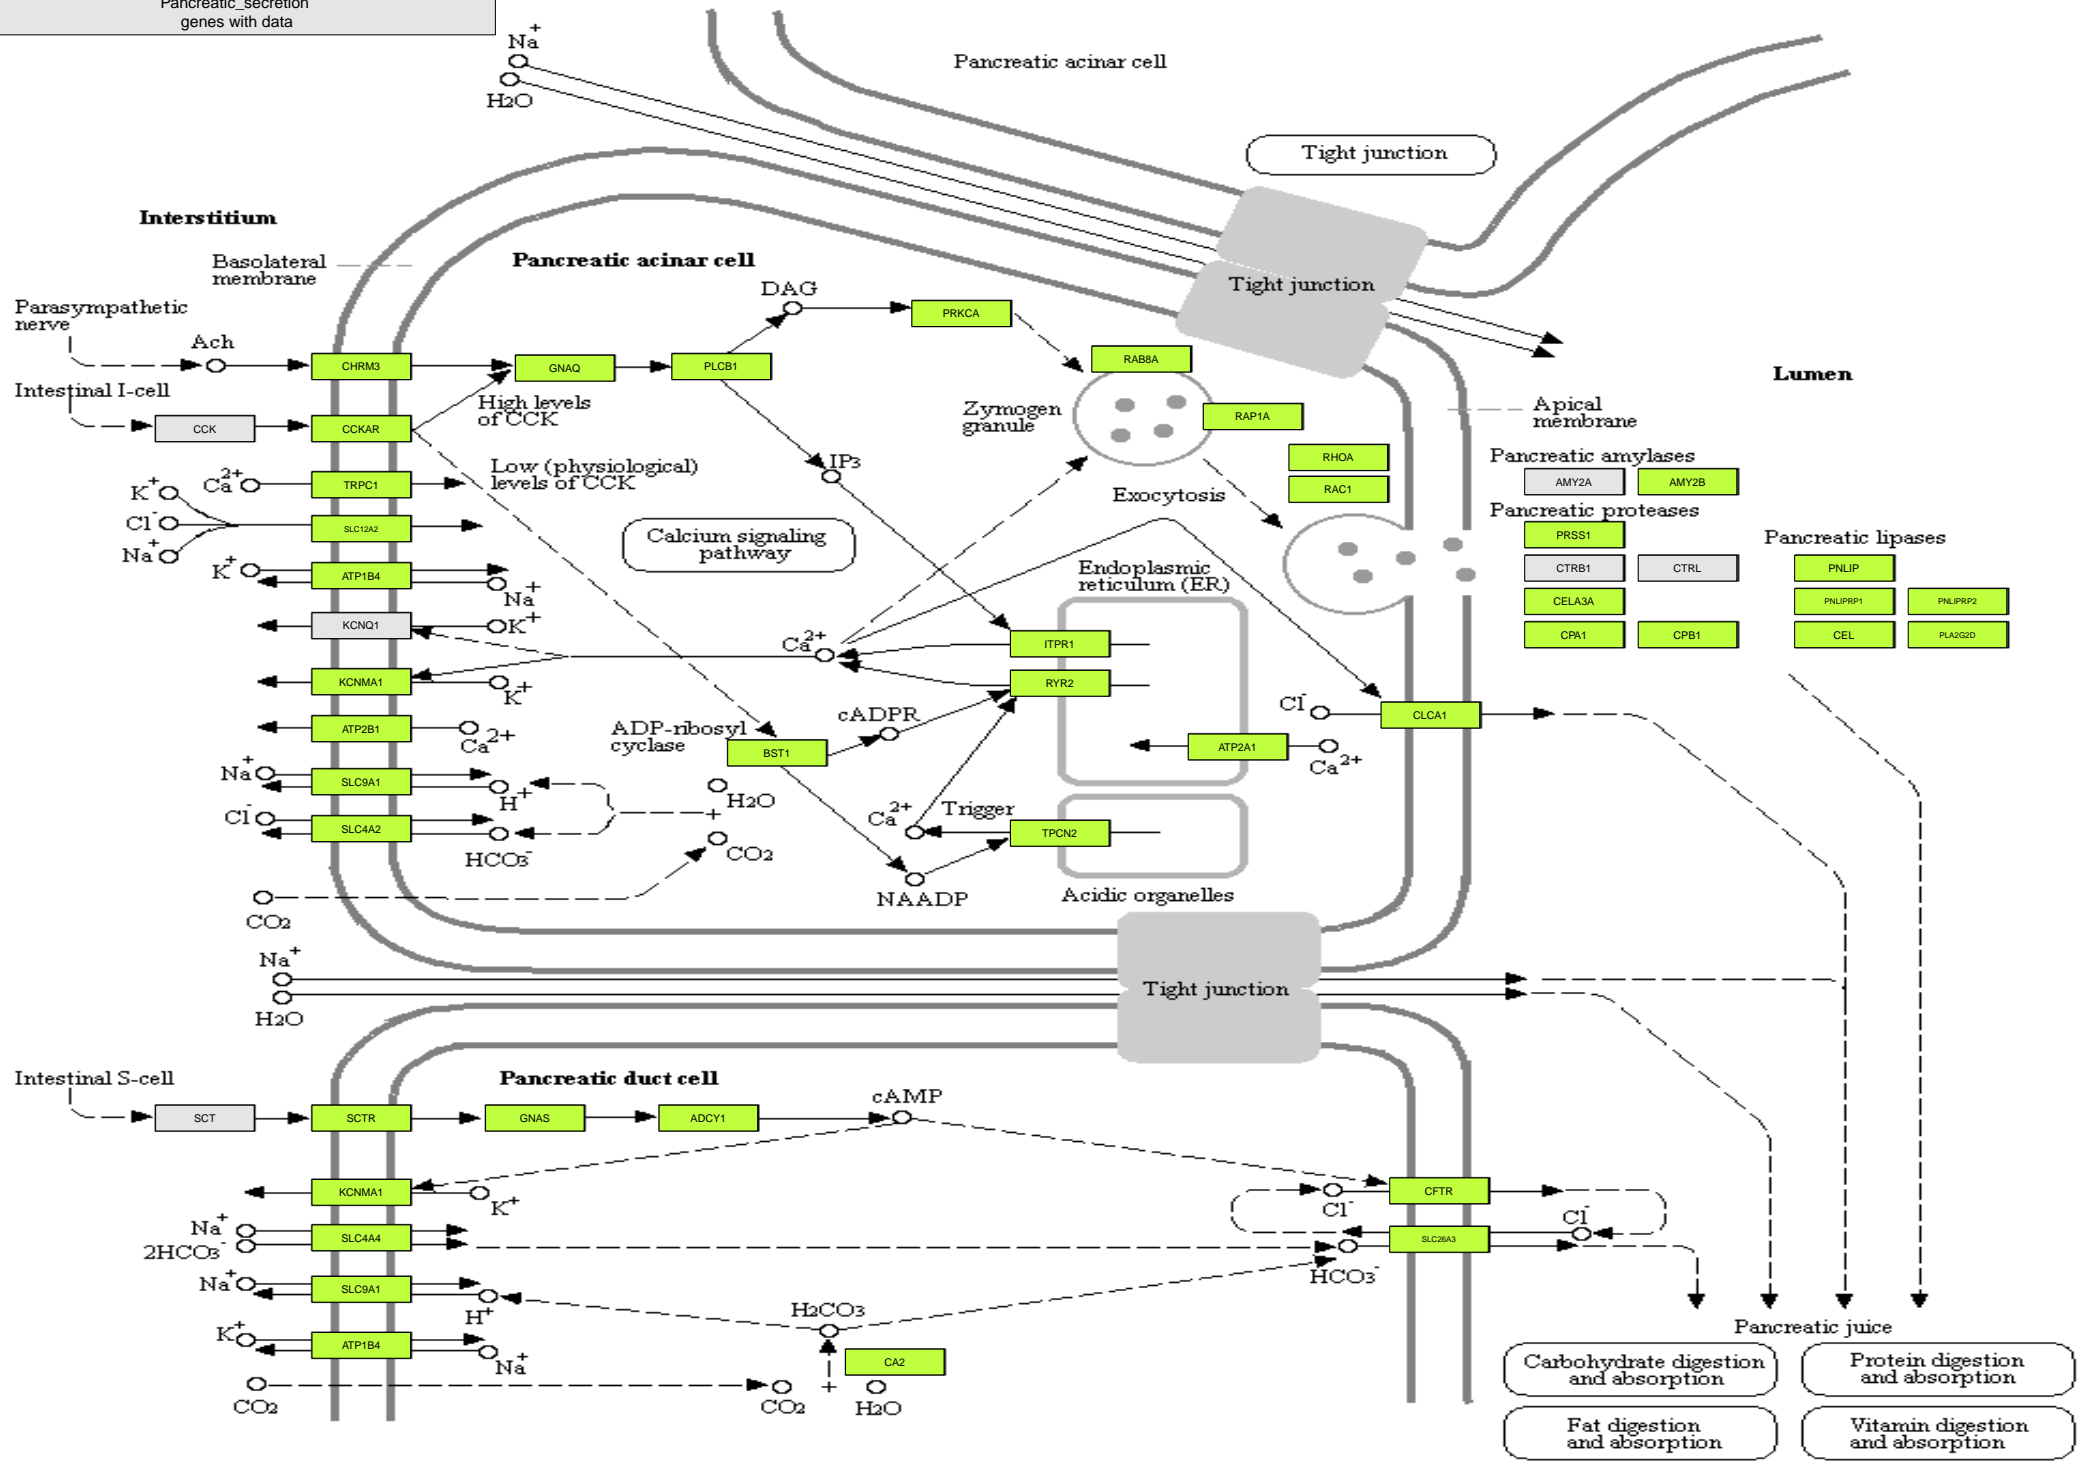 Pancreatic_secretion
genes with data
Na+
H2O
Pancreatic acinar cell
Tight junction
Interstitium
Basolateral
membrane
Pancreatic acinar cell
Tight junction
Parasympathetic
nerve
Ach
DAG
PRKCA
CHRM3
GNAQ
PLCB1
RAB8A
Lumen
Intestinal I-cell
High levels
of CCK
Zymogen
granule
RAP1A
Apical
membrane
CCK
CCKAR
RHOA
RAC1
Pancreatic amylases
AMY2A
AMY2B
Low (physiological)
levels of CCK
IP3
Exocytosis
K+
Ca2+
TRPC1
Cl-
SLC12A2
Na+
Pancreatic proteases
PRSS1
Pancreatic lipases
Calcium signaling
pathway
CTRB1
CTRL
PNLIP
Endoplasmic
reticulum (ER)
K+
ATP1B4
Na+
CELA3A
PNLIPRP1
PNLIPRP2
KCNQ1
K+
CPA1
CPB1
CEL
PLA2G2D
Ca2+
ITPR1
RYR2
KCNMA1
K+
cADPR
Cl-
CLCA1
ATP2B1
Ca2+
ADP-ribosyl
cyclase
BST1
ATP2A1
Ca2+
Na+
SLC9A1
H+
H2O
+
Cl-
SLC4A2
HCO3-
CO2
Ca2+
Trigger
TPCN2
NAADP
Acidic organelles
CO2
Na+
H2O
Tight junction
Intestinal S-cell
Pancreatic duct cell
cAMP
SCT
SCTR
GNAS
ADCY1
KCNMA1
K+
Cl-
CFTR
Cl-
Na+
2HCO3-
SLC4A4
SLC26A3
HCO3-
Na+
SLC9A1
H+
H2CO3
K+
ATP1B4
Na+
CA2
CO2
CO2
+
H2O
Pancreatic juice
Carbohydrate digestion
and absorption
Protein digestion
and absorption
Fat digestion
and absorption
Vitamin digestion
and absorption